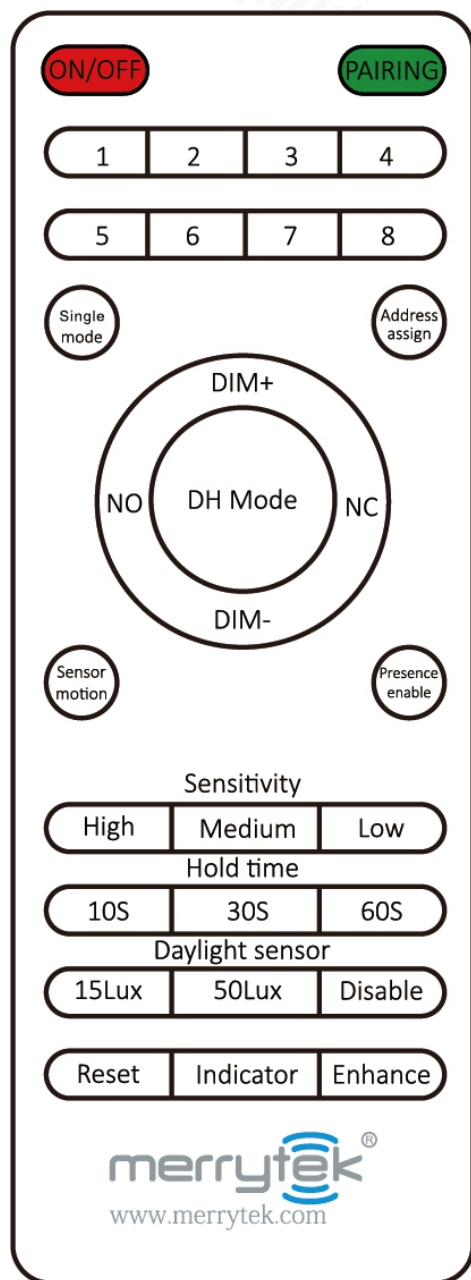 ON/OFF PAIRING
1 2 3 4
5 6 7 8
Single
mode
Address
assign
DIM+
NO DH Mode NC
DIM-
Sensor
motion
Presence
enable
Sensitivity
High Medium Low
Hold time
10S 30S 60S
Daylight sensor
15Lux 50Lux Disable
Reset Indicator Enhance
merrytek®
www.merrytek.com